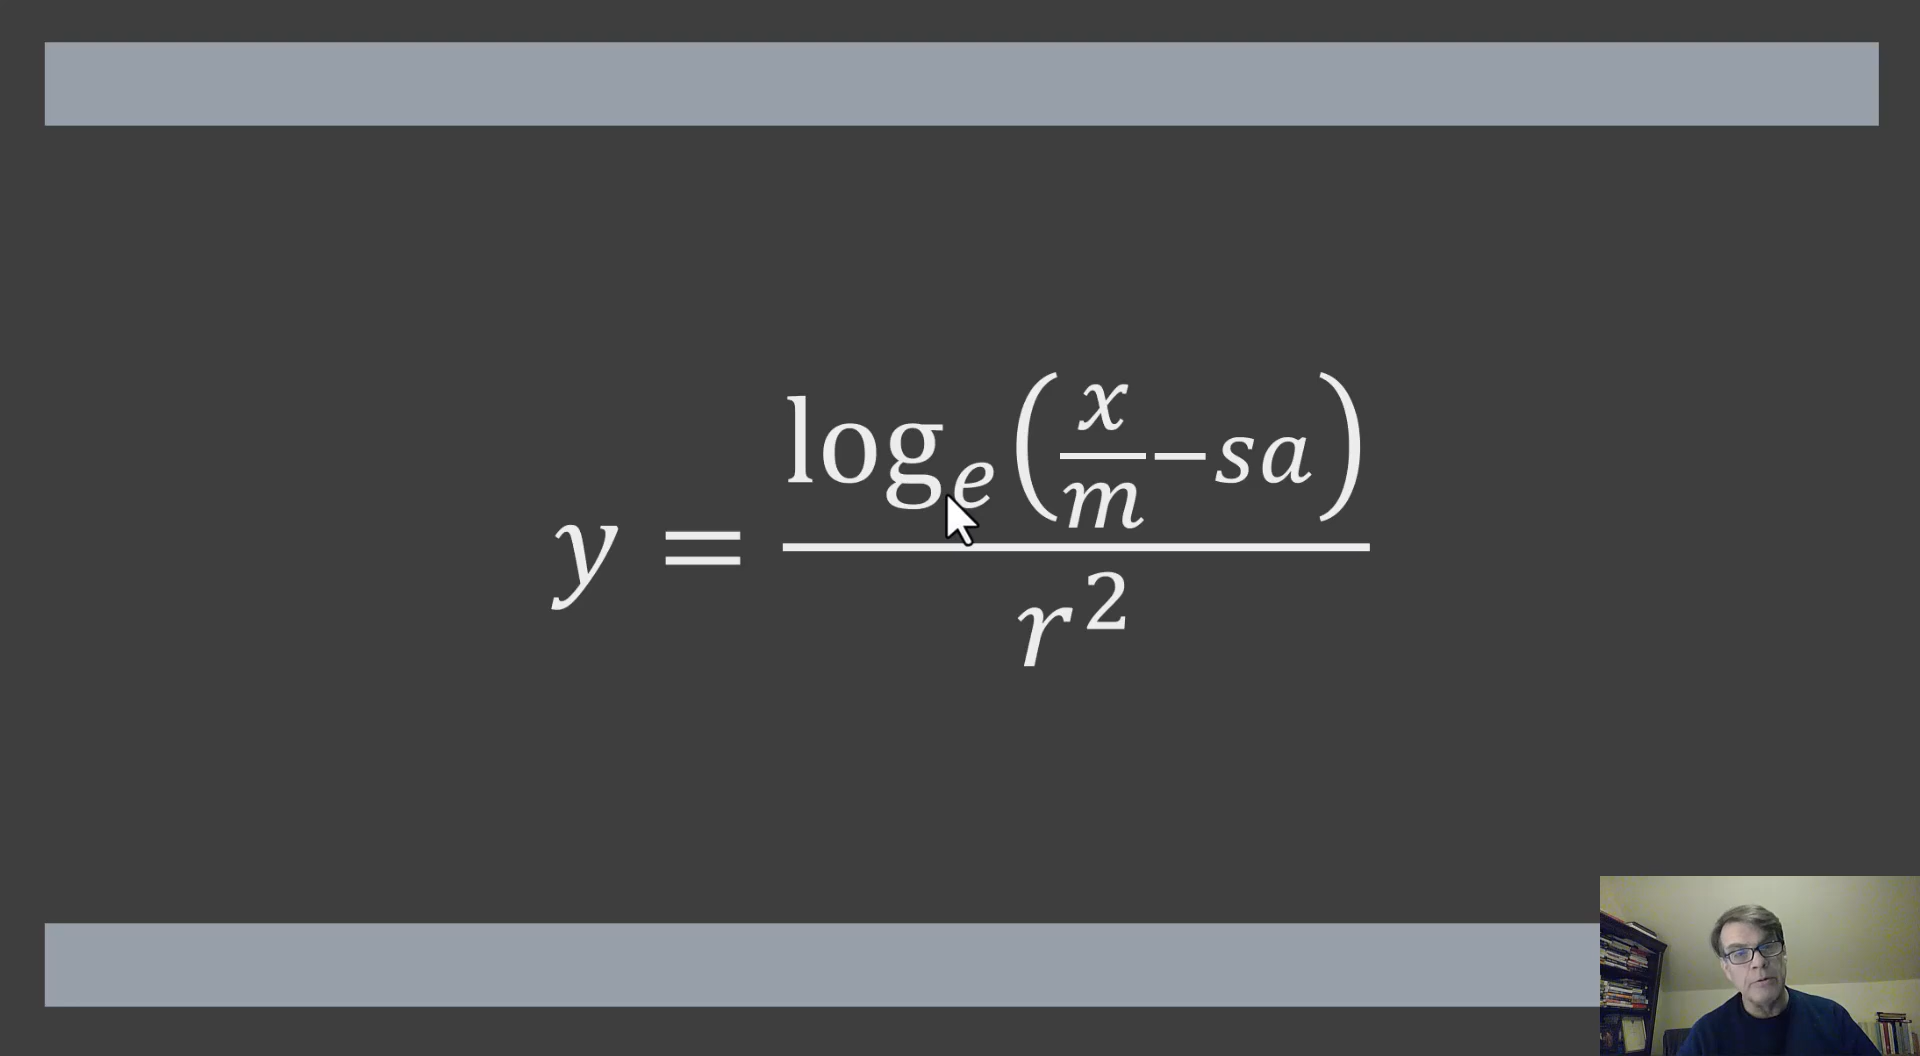 y = log_e (x/m − sa) / r²